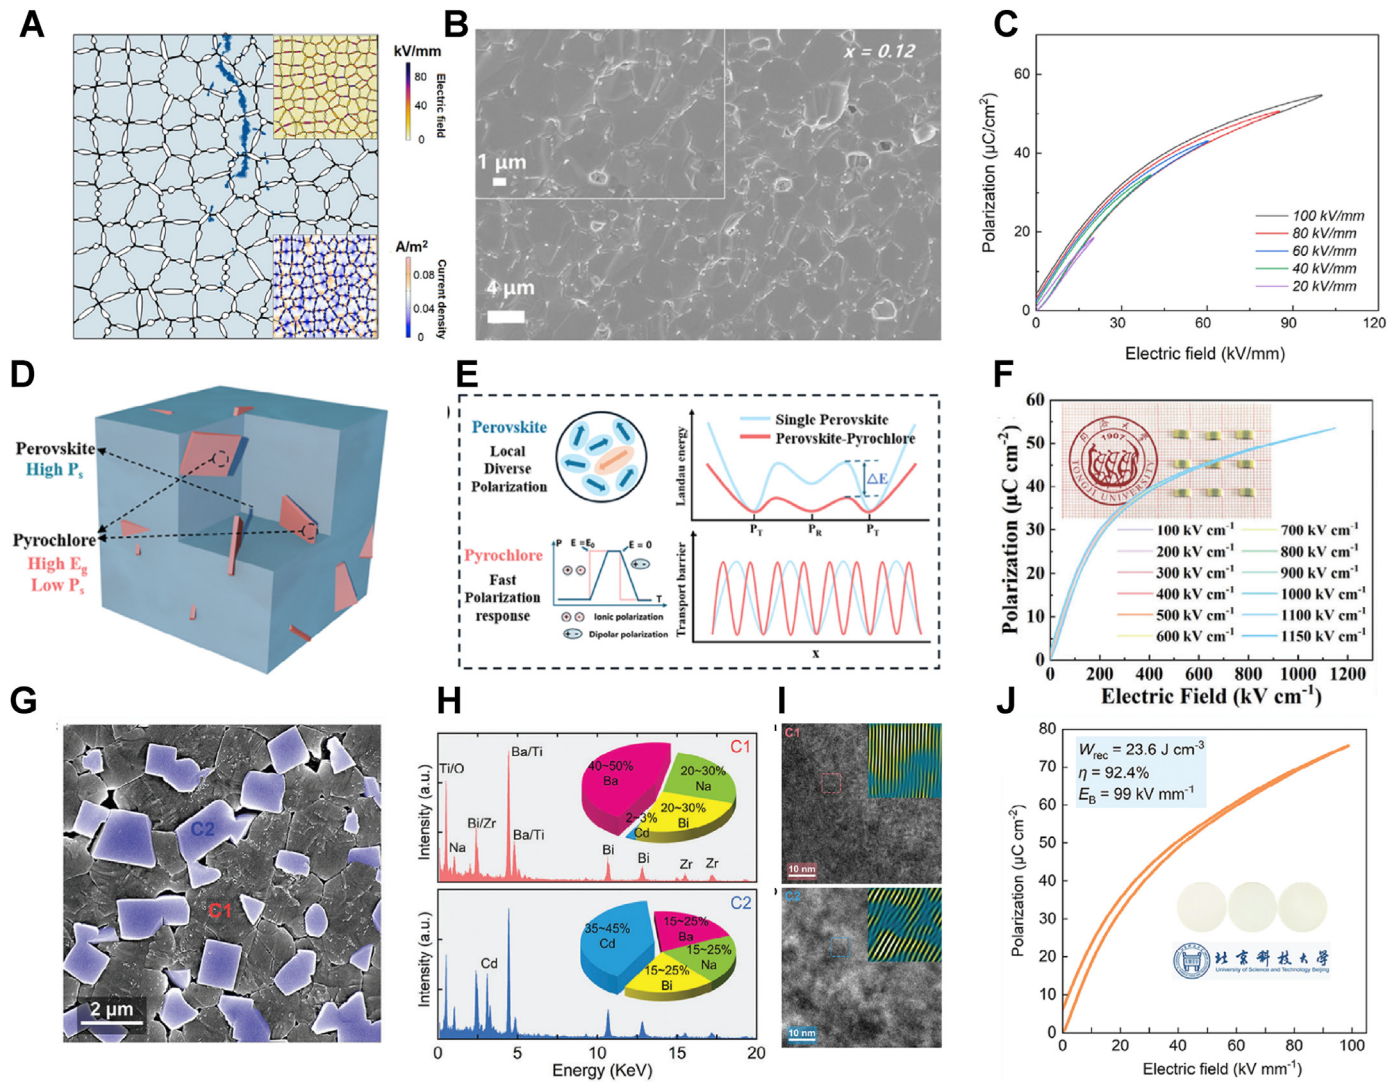 A
kV/mm
80
40
0
Electric field
A/m²
0.08
0.04
0
Current density
B
x = 0.12
1 µm
4 µm
C
Polarization (µC/cm²)
60
40
20
0
0
30
60
90
120
Electric field (kV/mm)
100 kV/mm
80 kV/mm
60 kV/mm
40 kV/mm
20 kV/mm
D
Perovskite
High Pₛ
Pyrochlore
High E_g
Low Pₛ
E
Perovskite
Local
Diverse
Polarization
Pyrochlore
Fast
Polarization
response
P
E = E₀
E = 0
T
Ionic polarization
Dipolar polarization
Landau energy
Single Perovskite
Perovskite-Pyrochlore
△E
P_T
P_R
P_T
Transport barrier
x
F
Polarization (µC cm⁻²)
60
50
40
30
20
10
0
0
200
400
600
800
1000
1200
Electric Field (kV cm⁻¹)
1907
TONGJI UNIVERSITY
100 kV cm⁻¹
200 kV cm⁻¹
300 kV cm⁻¹
400 kV cm⁻¹
500 kV cm⁻¹
600 kV cm⁻¹
700 kV cm⁻¹
800 kV cm⁻¹
900 kV cm⁻¹
1000 kV cm⁻¹
1100 kV cm⁻¹
1150 kV cm⁻¹
G
C2
C1
2 µm
H
Intensity (a.u.)
C1
Ti/O
Na
Bi/Zr
Ba/Ti
Ba/Ti
Bi
Bi
Zr
Zr
40~50%
Ba
20~30%
Na
20~30%
Bi
2~3%
Cd
Intensity (a.u.)
C2
Cd
35~45%
Cd
15~25%
Ba
15~25%
Na
15~25%
Bi
0
5
10
15
20
Energy (KeV)
I
C1
10 nm
C2
10 nm
J
Polarization (µC cm⁻²)
80
70
60
50
40
30
20
10
0
0
20
40
60
80
100
Electric field (kV mm⁻¹)
W_rec = 23.6 J cm⁻³
η = 92.4%
E_B = 99 kV mm⁻¹
北京科技大学
University of Science and Technology Beijing